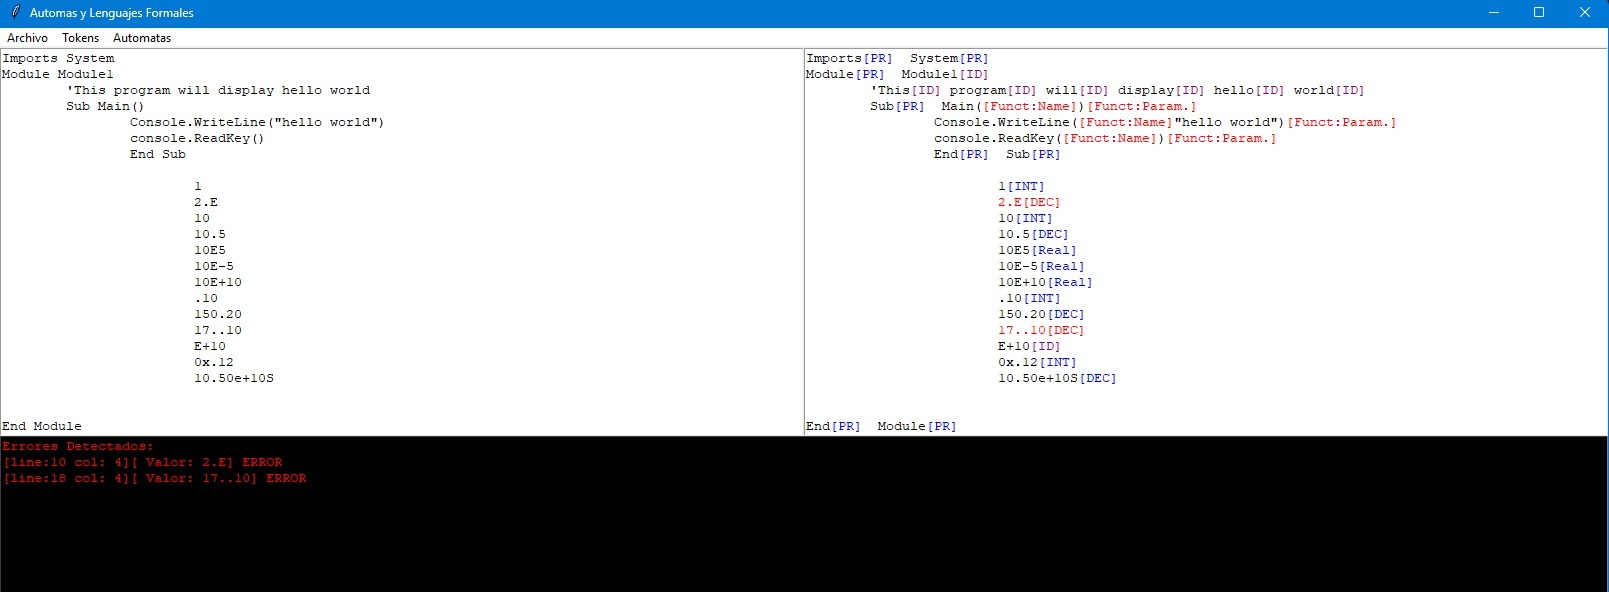 Automas y Lenguajes Formales
Archivo Tokens Automatas
Imports System
Module Module1
'This program will display hello world
Sub Main()
Console.WriteLine("hello world")
console.ReadKey()
End Sub
1
2.E
10
10.5
10E5
10E-5
10E+10
.10
150.20
17..10
E+10
0x.12
10.50e+10S
End Module
Imports[PR] System[PR]
Module[PR] Module1[ID]
'This[ID] program[ID] will[ID] display[ID] hello[ID] world[ID]
Sub[PR] Main([Funct:Name])[Funct:Param.]
Console.WriteLine([Funct:Name]"hello world")[Funct:Param.]
console.ReadKey([Funct:Name])[Funct:Param.]
End[PR] Sub[PR]
1[INT]
2.E[DEC]
10[INT]
10.5[DEC]
10E5[Real]
10E-5[Real]
10E+10[Real]
.10[INT]
150.20[DEC]
17..10[DEC]
E+10[ID]
0x.12[INT]
10.50e+10S[DEC]
End[PR] Module[PR]
Errores Detectados:
[line:10 col: 4][ Valor: 2.E] ERROR
[line:18 col: 4][ Valor: 17..10] ERROR